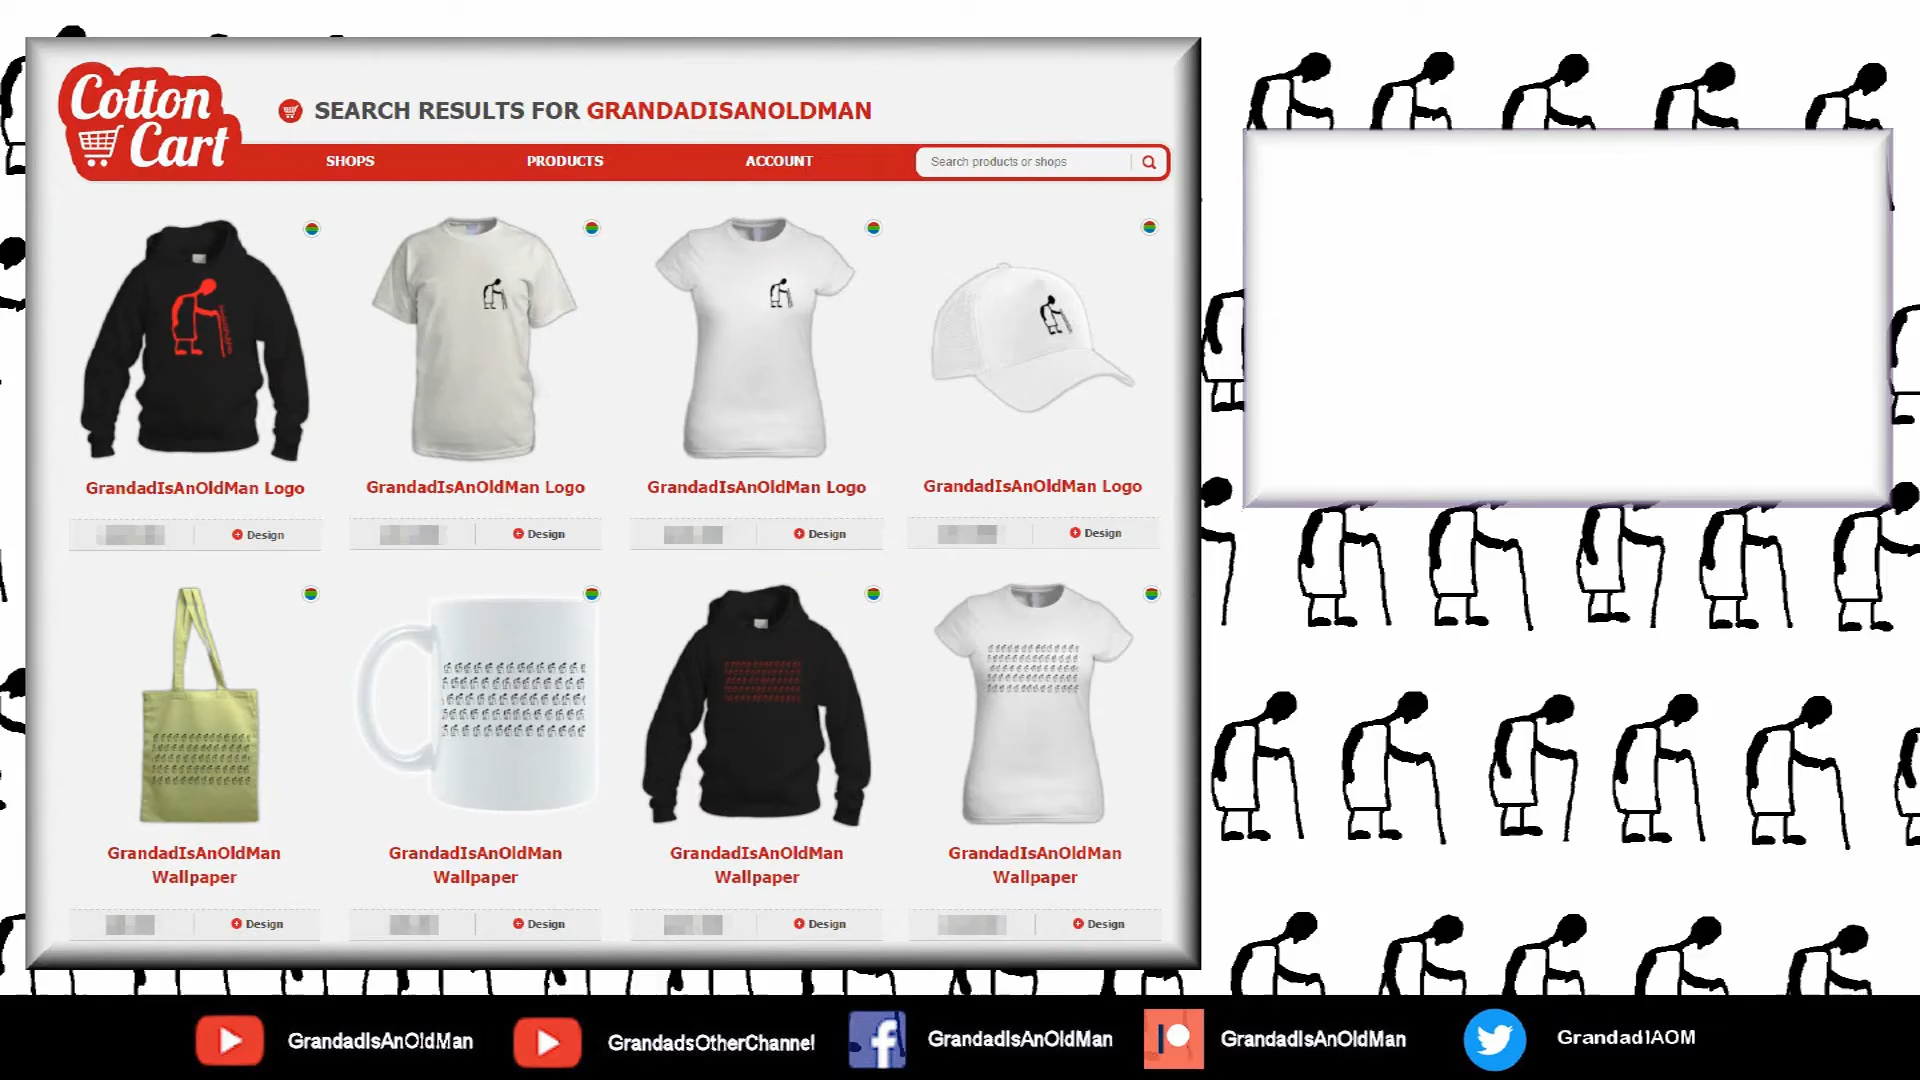 Cotton
Cart
SEARCH RESULTS FOR GRANDADISANOLDMAN
SHOPS
PRODUCTS
ACCOUNT
Search products or shops
GrandadIsAnOldMan Logo
GrandadIsAnOldMan Logo
GrandadIsAnOldMan Logo
GrandadIsAnOldMan Logo
Design
Design
Design
Design
GrandadIsAnOldMan
Wallpaper
GrandadIsAnOldMan
Wallpaper
GrandadIsAnOldMan
Wallpaper
GrandadIsAnOldMan
Wallpaper
Design
Design
Design
Design
GrandadIsAnOldMan
GrandadsOtherChannel
GrandadIsAnOldMan
GrandadIsAnOldMan
GrandadIAOM